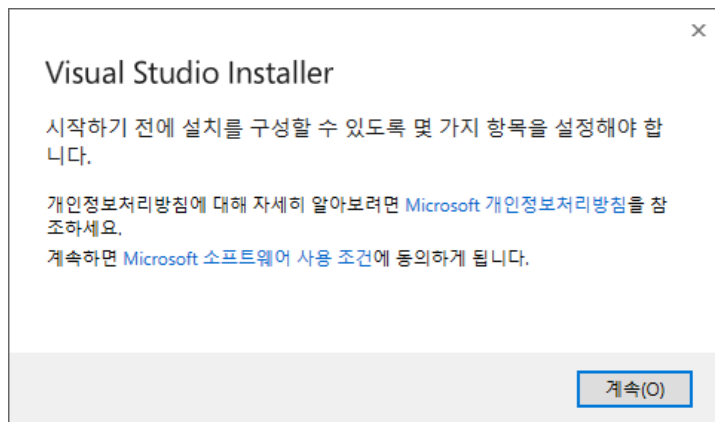 Visual Studio Installer
시작하기 전에 설치를 구성할 수 있도록 몇 가지 항목을 설정해야 합
니다.
개인정보처리방침에 대해 자세히 알아보려면 Microsoft 개인정보처리방침을 참
조하세요.
계속하면 Microsoft 소프트웨어 사용 조건에 동의하게 됩니다.
계속(O)